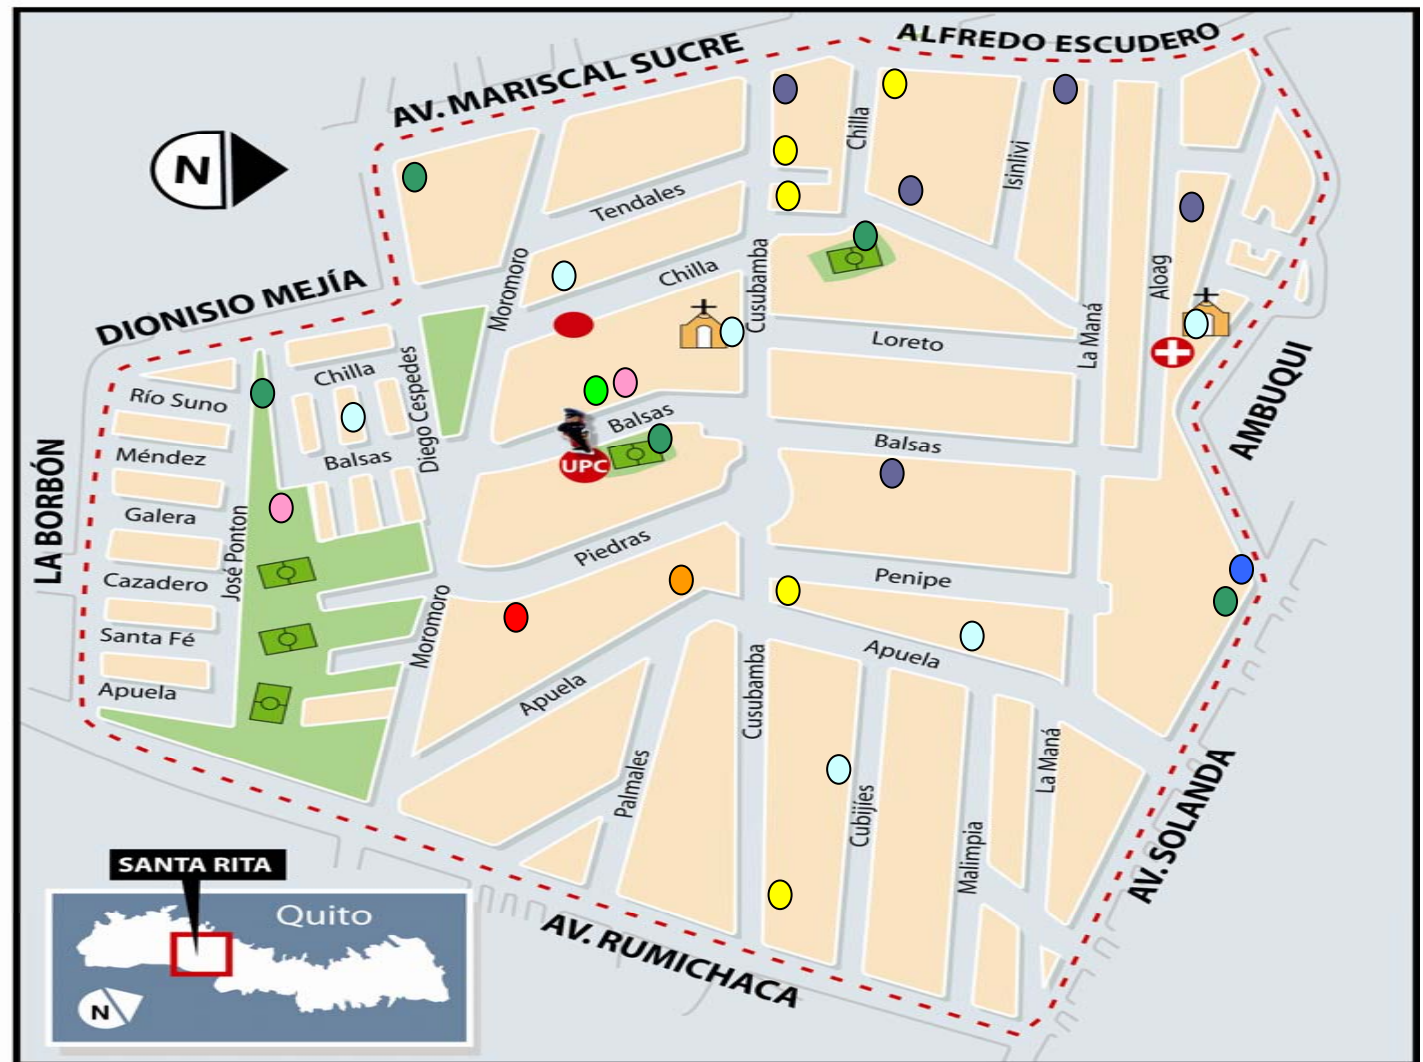 ALFREDO ESCUDERO
AV. MARISCAL SUCRE
N
Chilla
Isinlivi
Tendales
Moromoro
Chilla
Cusubamba
Aloag
DIONISIO MEJÍA
La Maná
Loreto
AMBUQUI
Río Suno
Chilla
Diego Cespedes
Balsas
Balsas
Méndez
Balsas
UPC
LA BORBÓN
Galera
José Ponton
Piedras
Cazadero
Penipe
Santa Fé
Moromoro
Apuela
Apuela
Apuela
Cusubamba
Palmales
Cubijíes
Malimpia
La Maná
AV. SOLANDA
SANTA RITA
Quito
N
AV. RUMICHACA